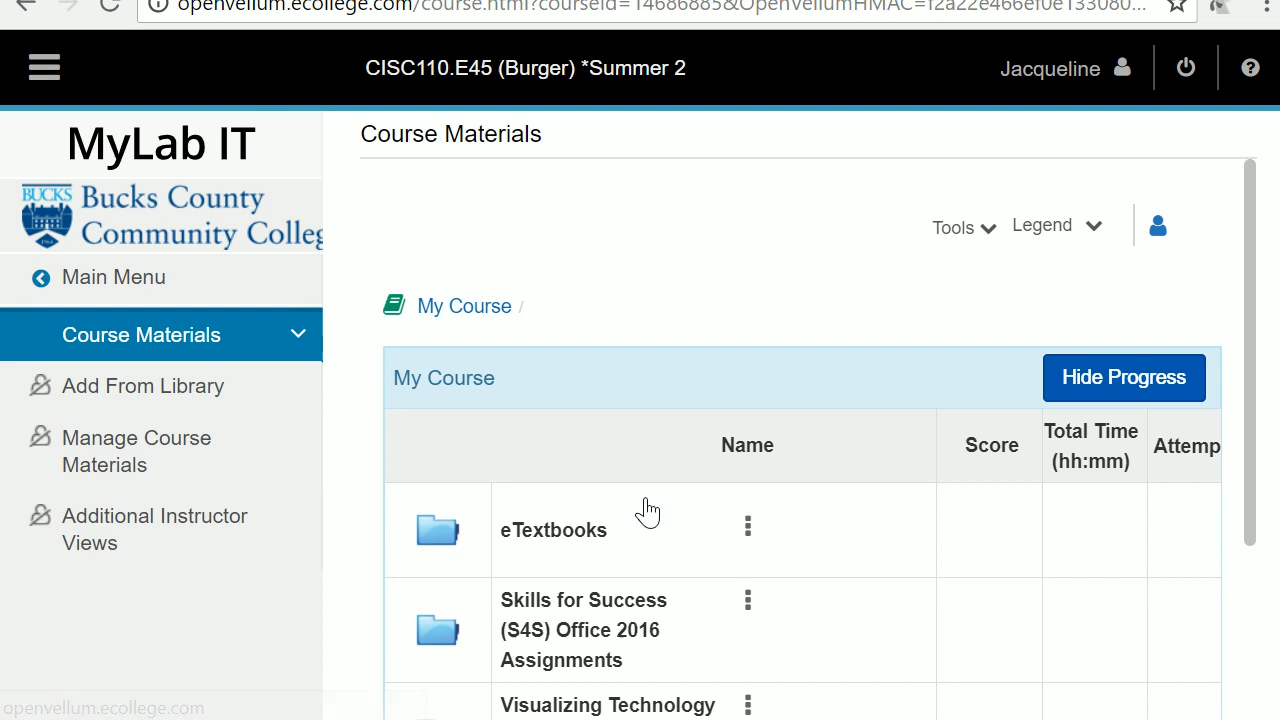 openvellum.ecollege.com/course.html?courseId=14686885&OpenVellumHMAC=f2a22e466ef0e133080...
CISC110.E45 (Burger) *Summer 2
Jacqueline
MyLab IT
BUCKS
Bucks County
Community Colleg
Main Menu
Course Materials
Add From Library
Manage Course
Materials
Additional Instructor
Views
Course Materials
Tools
Legend
My Course /
My Course
Hide Progress
Name
Score
Total Time
(hh:mm)
Attemp
eTextbooks
Skills for Success
(S4S) Office 2016
Assignments
Visualizing Technology
openvellum.ecollege.com